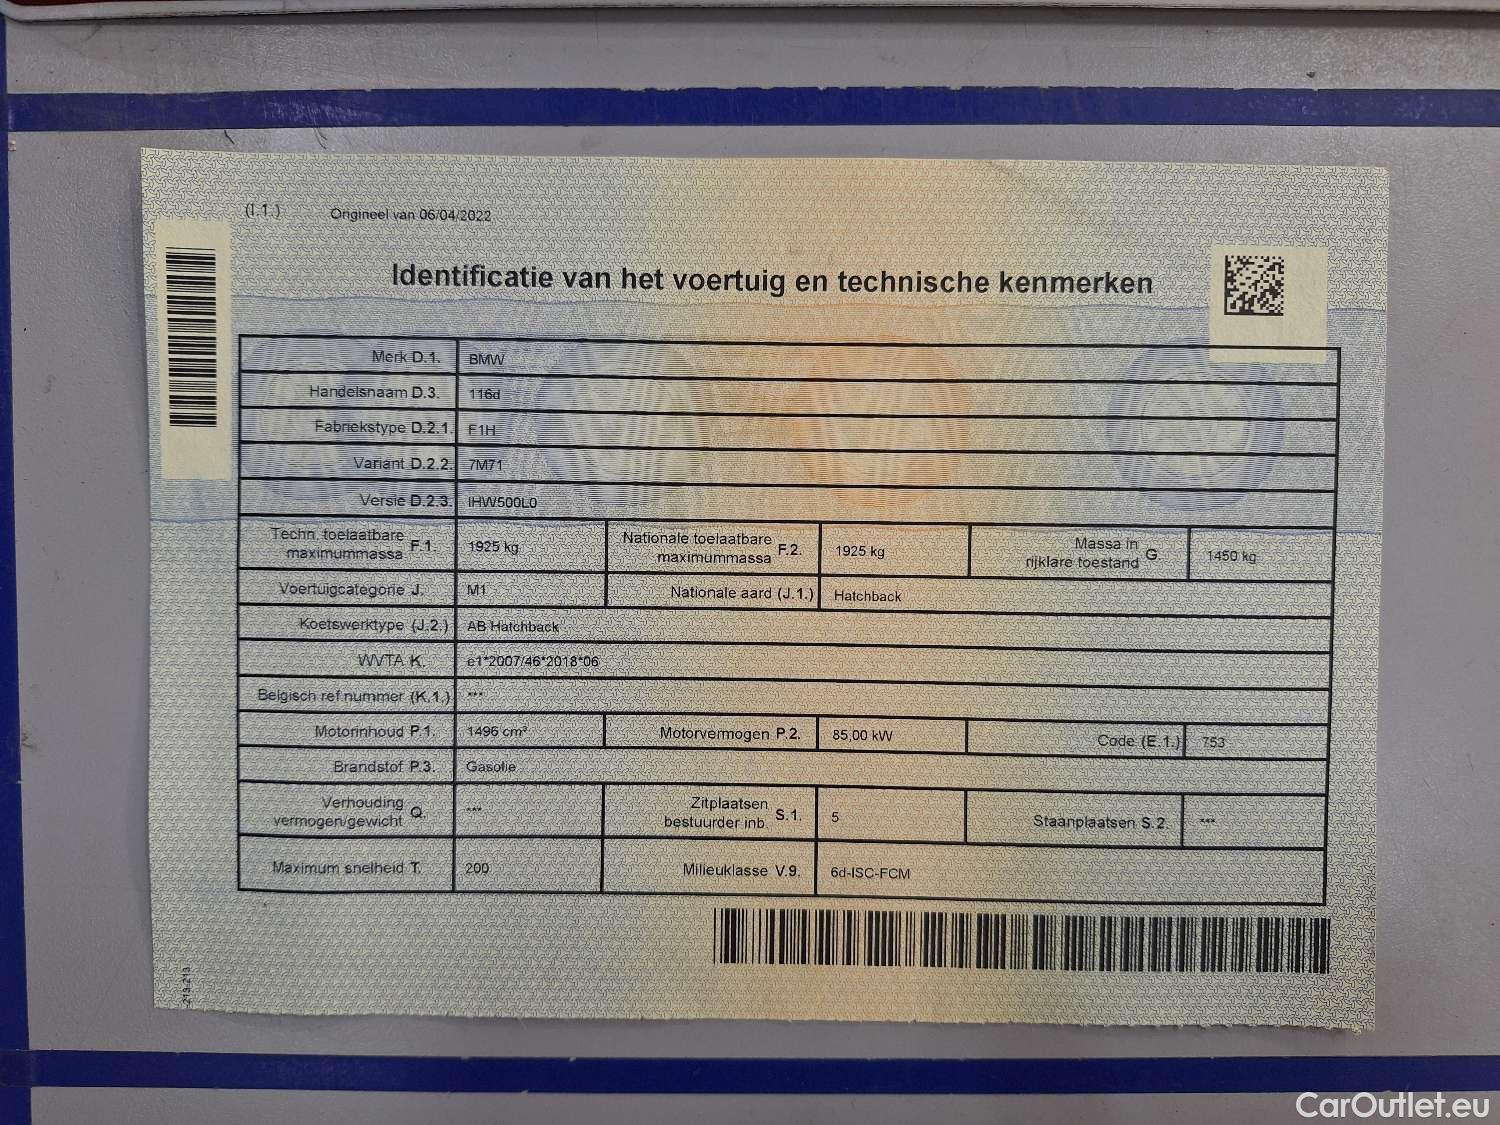 (I.1.) Origineel van 06/04/2022
Identificatie van het voertuig en technische kenmerken
Merk D.1. BMW
Handelsnaam D.3. 116d
Fabriekstype D.2.1. F1H
Variant D.2.2. 7M71
Versie D.2.3. IHW500L0
Techn. toelaatbare maximummassa F.1. 1925 kg Nationale toelaatbare maximummassa F.2. 1925 kg Massa in rijklare toestand G. 1450 kg
Voertuigcategorie J. M1 Nationale aard (J.1.) Hatchback
Koetswerktype (J.2.) AB Hatchback
WVTA K. e1*2007/46*2018*06
Belgisch ref nummer (K.1.) ***
Motorinhoud P.1. 1496 cm³ Motorvermogen P.2. 85,00 kW Code (E.1.) 753
Brandstof P.3. Gasolie
Verhouding vermogen/gewicht Q. *** Zitplaatsen bestuurder inb. S.1. 5 Staanplaatsen S.2. ***
Maximum snelheid T. 200 Milieuklasse V.9. 6d-ISC-FCM
-213-213
CarOutlet.eu